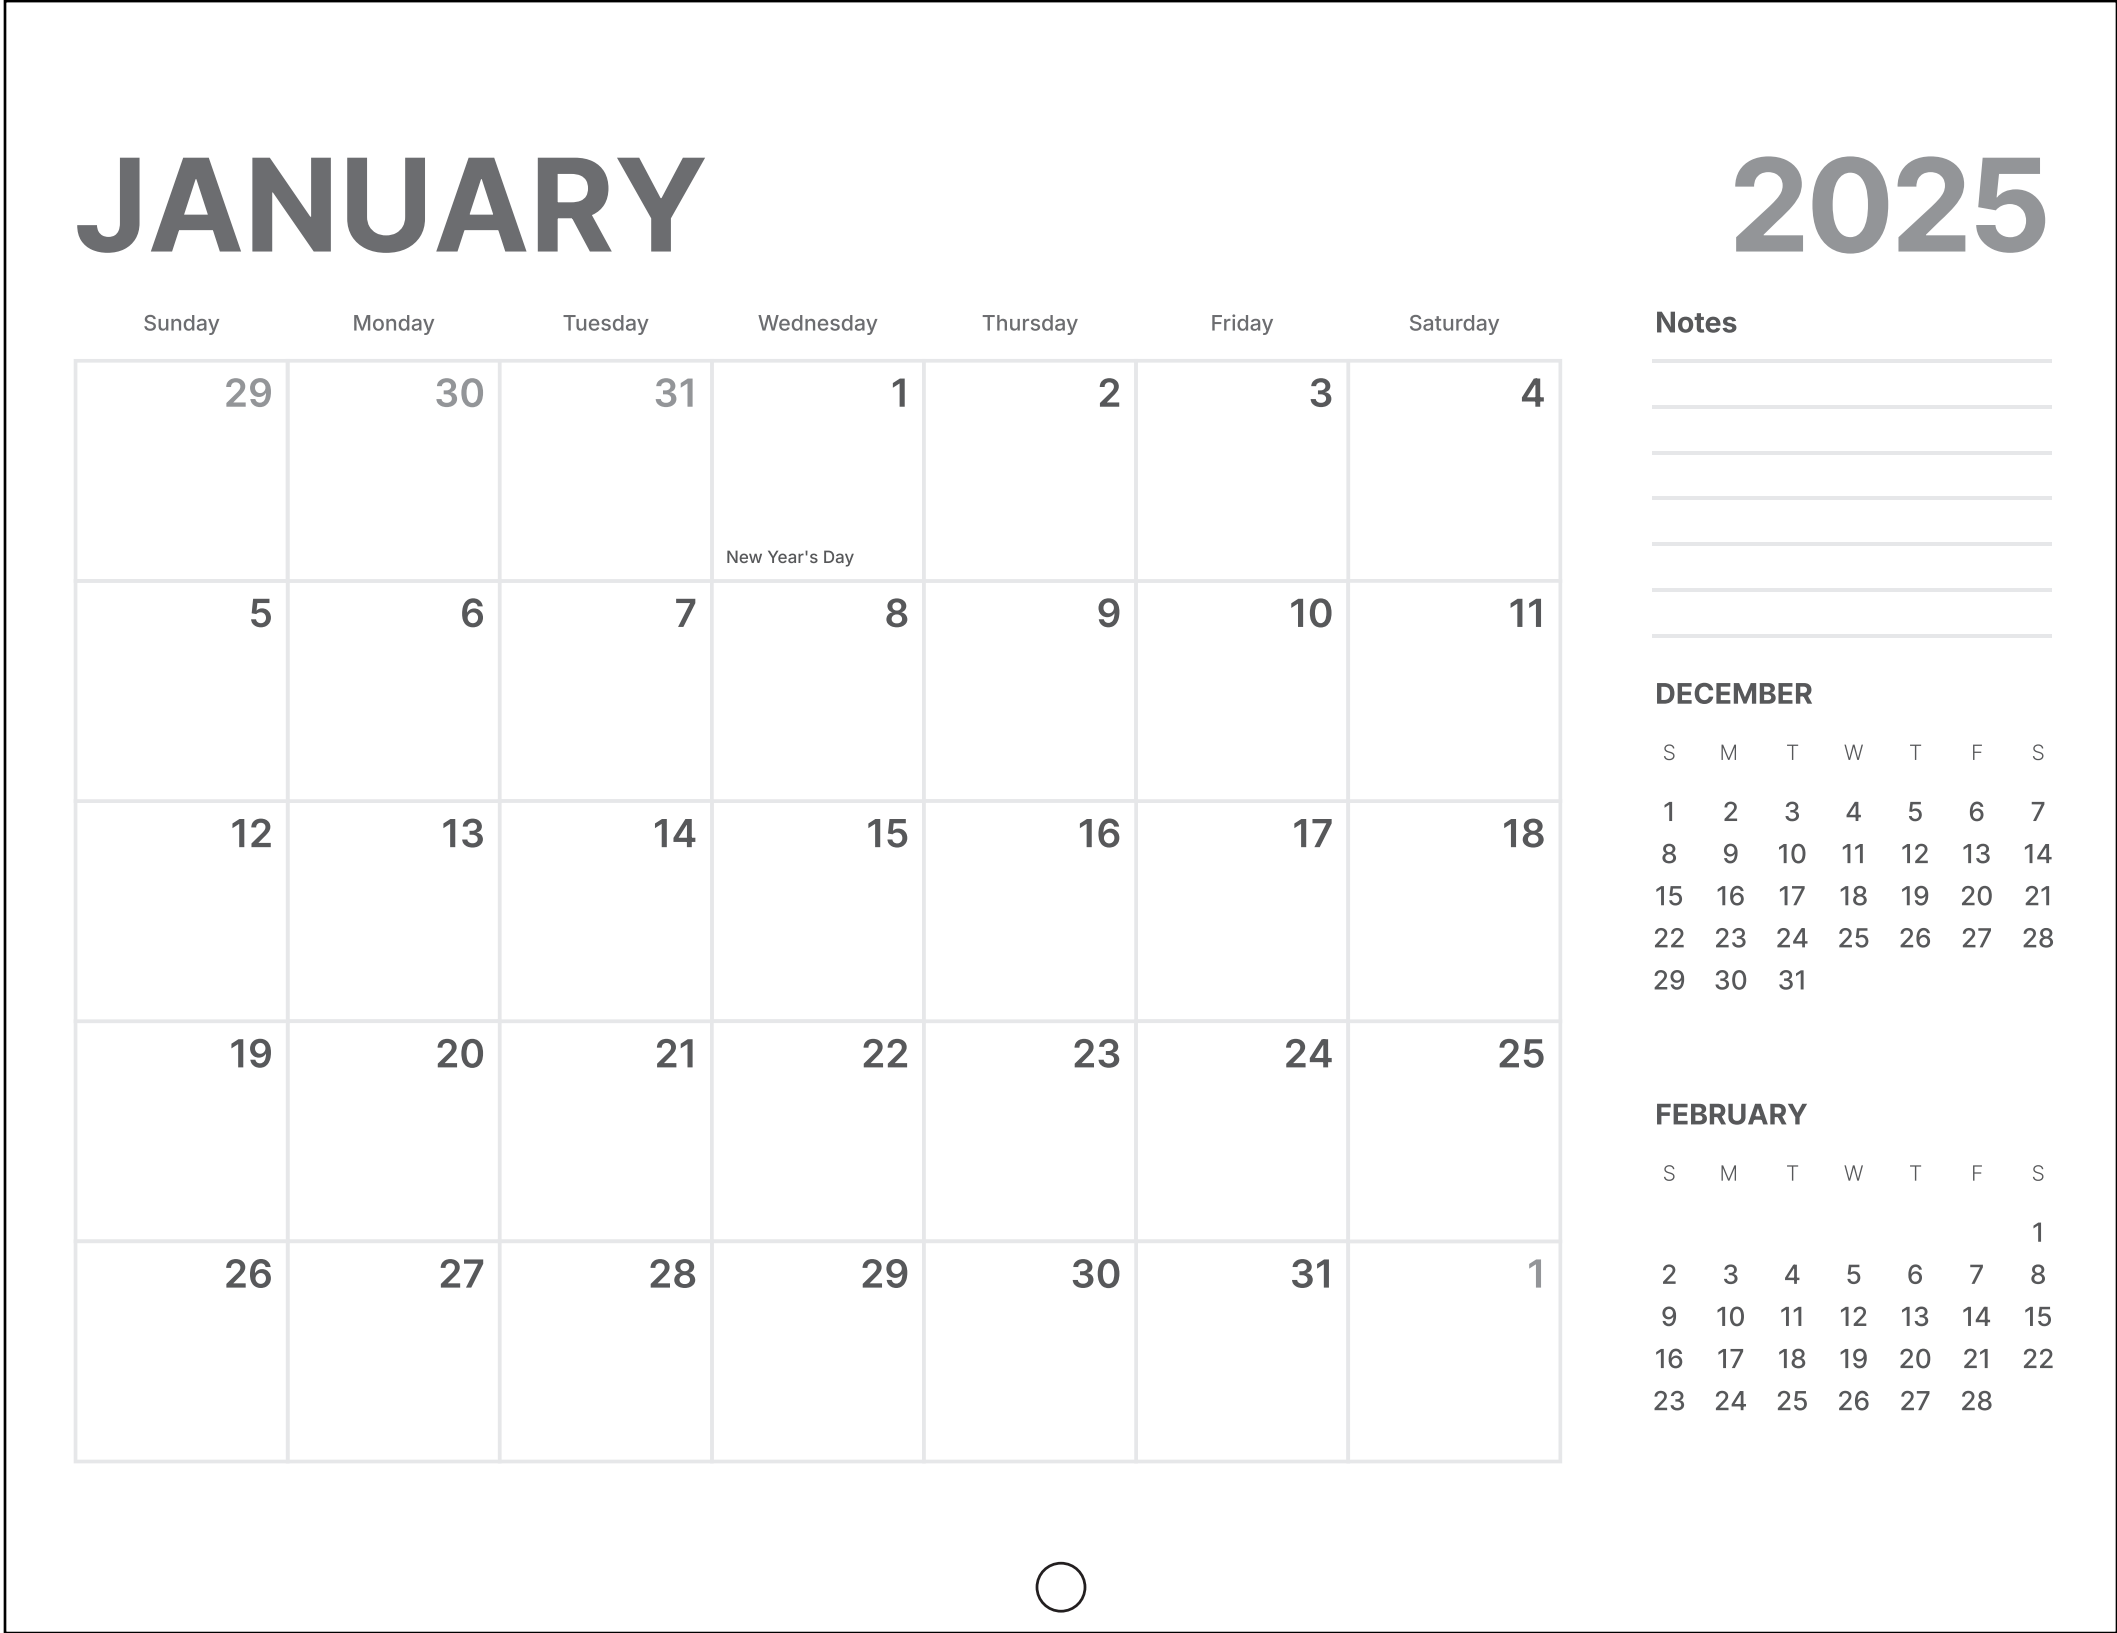 JANUARY 2025
Sunday Monday Tuesday Wednesday Thursday Friday Saturday
29 30 31 1 2 3 4
New Year's Day
5 6 7 8 9 10 11
12 13 14 15 16 17 18
19 20 21 22 23 24 25
26 27 28 29 30 31 1
Notes
DECEMBER
S M T W T F S
1 2 3 4 5 6 7
8 9 10 11 12 13 14
15 16 17 18 19 20 21
22 23 24 25 26 27 28
29 30 31
FEBRUARY
S M T W T F S
1
2 3 4 5 6 7 8
9 10 11 12 13 14 15
16 17 18 19 20 21 22
23 24 25 26 27 28